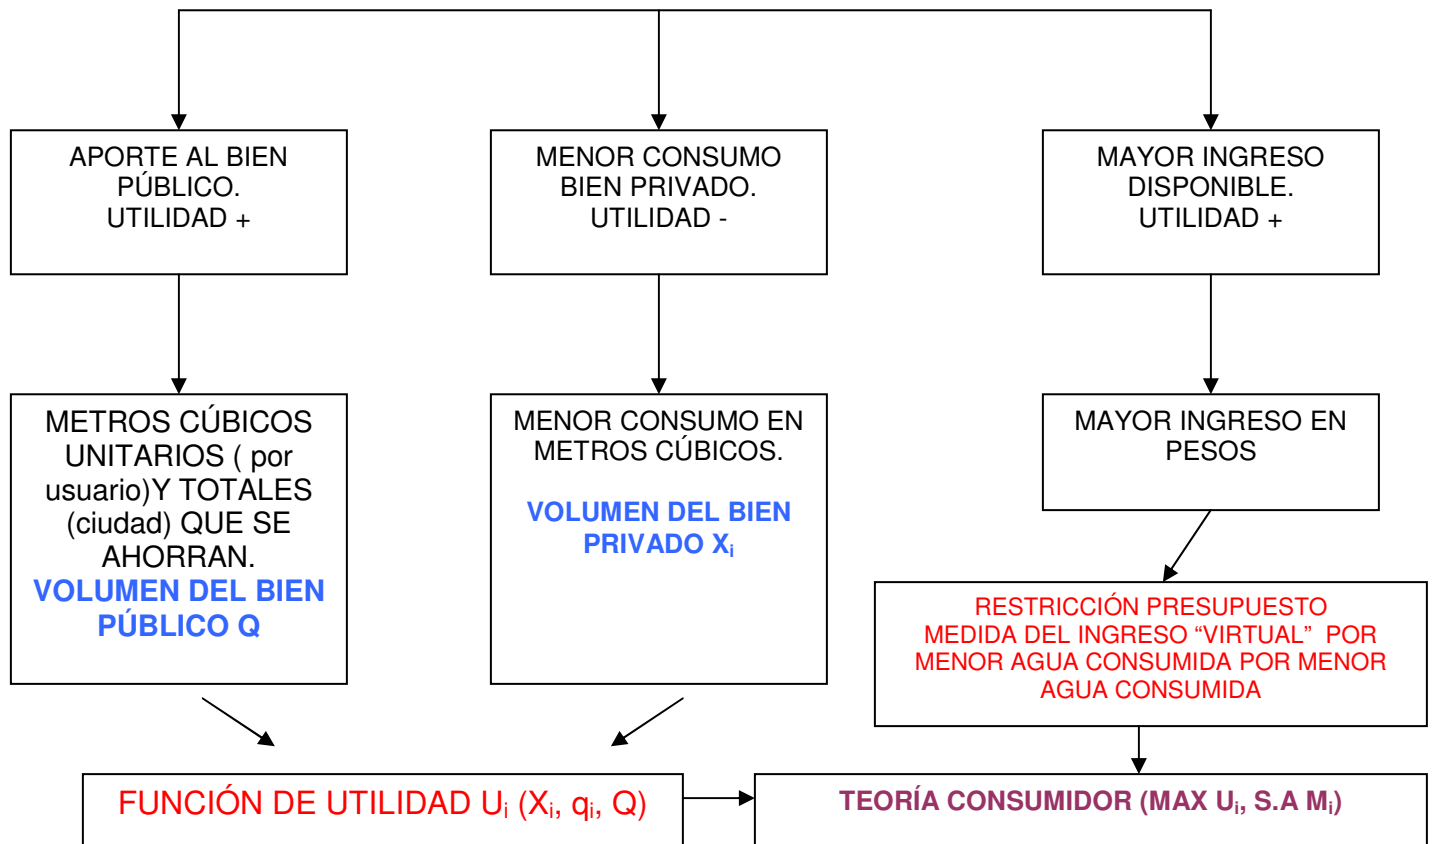 APORTE AL BIEN
PÚBLICO.
UTILIDAD +
MENOR CONSUMO
BIEN PRIVADO.
UTILIDAD -
MAYOR INGRESO
DISPONIBLE.
UTILIDAD +
METROS CÚBICOS
UNITARIOS ( por
usuario)Y TOTALES
(ciudad) QUE SE
AHORRAN.
VOLUMEN DEL BIEN
PÚBLICO Q
MENOR CONSUMO EN
METROS CÚBICOS.
VOLUMEN DEL BIEN
PRIVADO Xi
MAYOR INGRESO EN
PESOS
RESTRICCIÓN PRESUPUESTO
MEDIDA DEL INGRESO “VIRTUAL” POR
MENOR AGUA CONSUMIDA POR MENOR
AGUA CONSUMIDA
FUNCIÓN DE UTILIDAD Ui (Xi, qi, Q)
TEORÍA CONSUMIDOR (MAX Ui, S.A Mi)